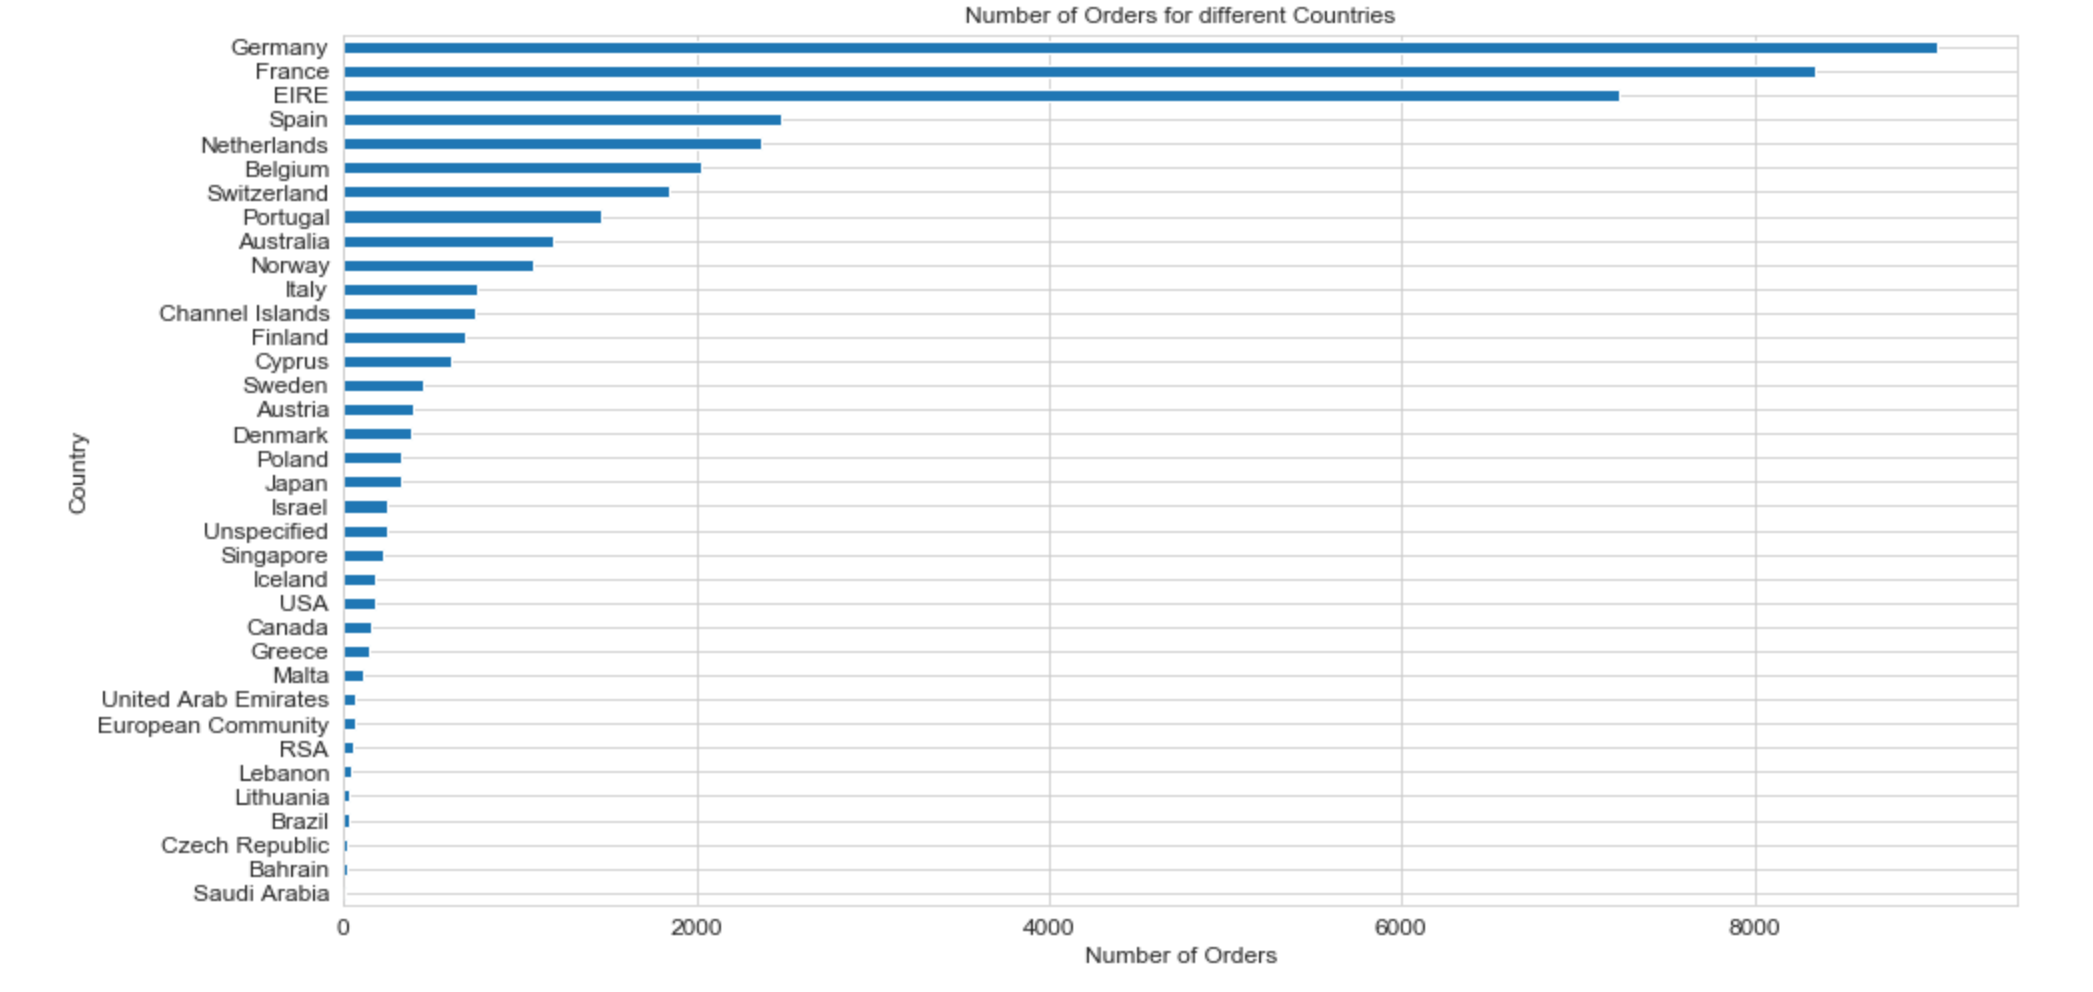 Number of Orders for different Countries
Germany
France
EIRE
Spain
Netherlands
Belgium
Switzerland
Portugal
Australia
Norway
Italy
Channel Islands
Finland
Cyprus
Sweden
Austria
Denmark
Poland
Japan
Israel
Unspecified
Singapore
Iceland
USA
Canada
Greece
Malta
United Arab Emirates
European Community
RSA
Lebanon
Lithuania
Brazil
Czech Republic
Bahrain
Saudi Arabia
Country
0 2000 4000 6000 8000
Number of Orders